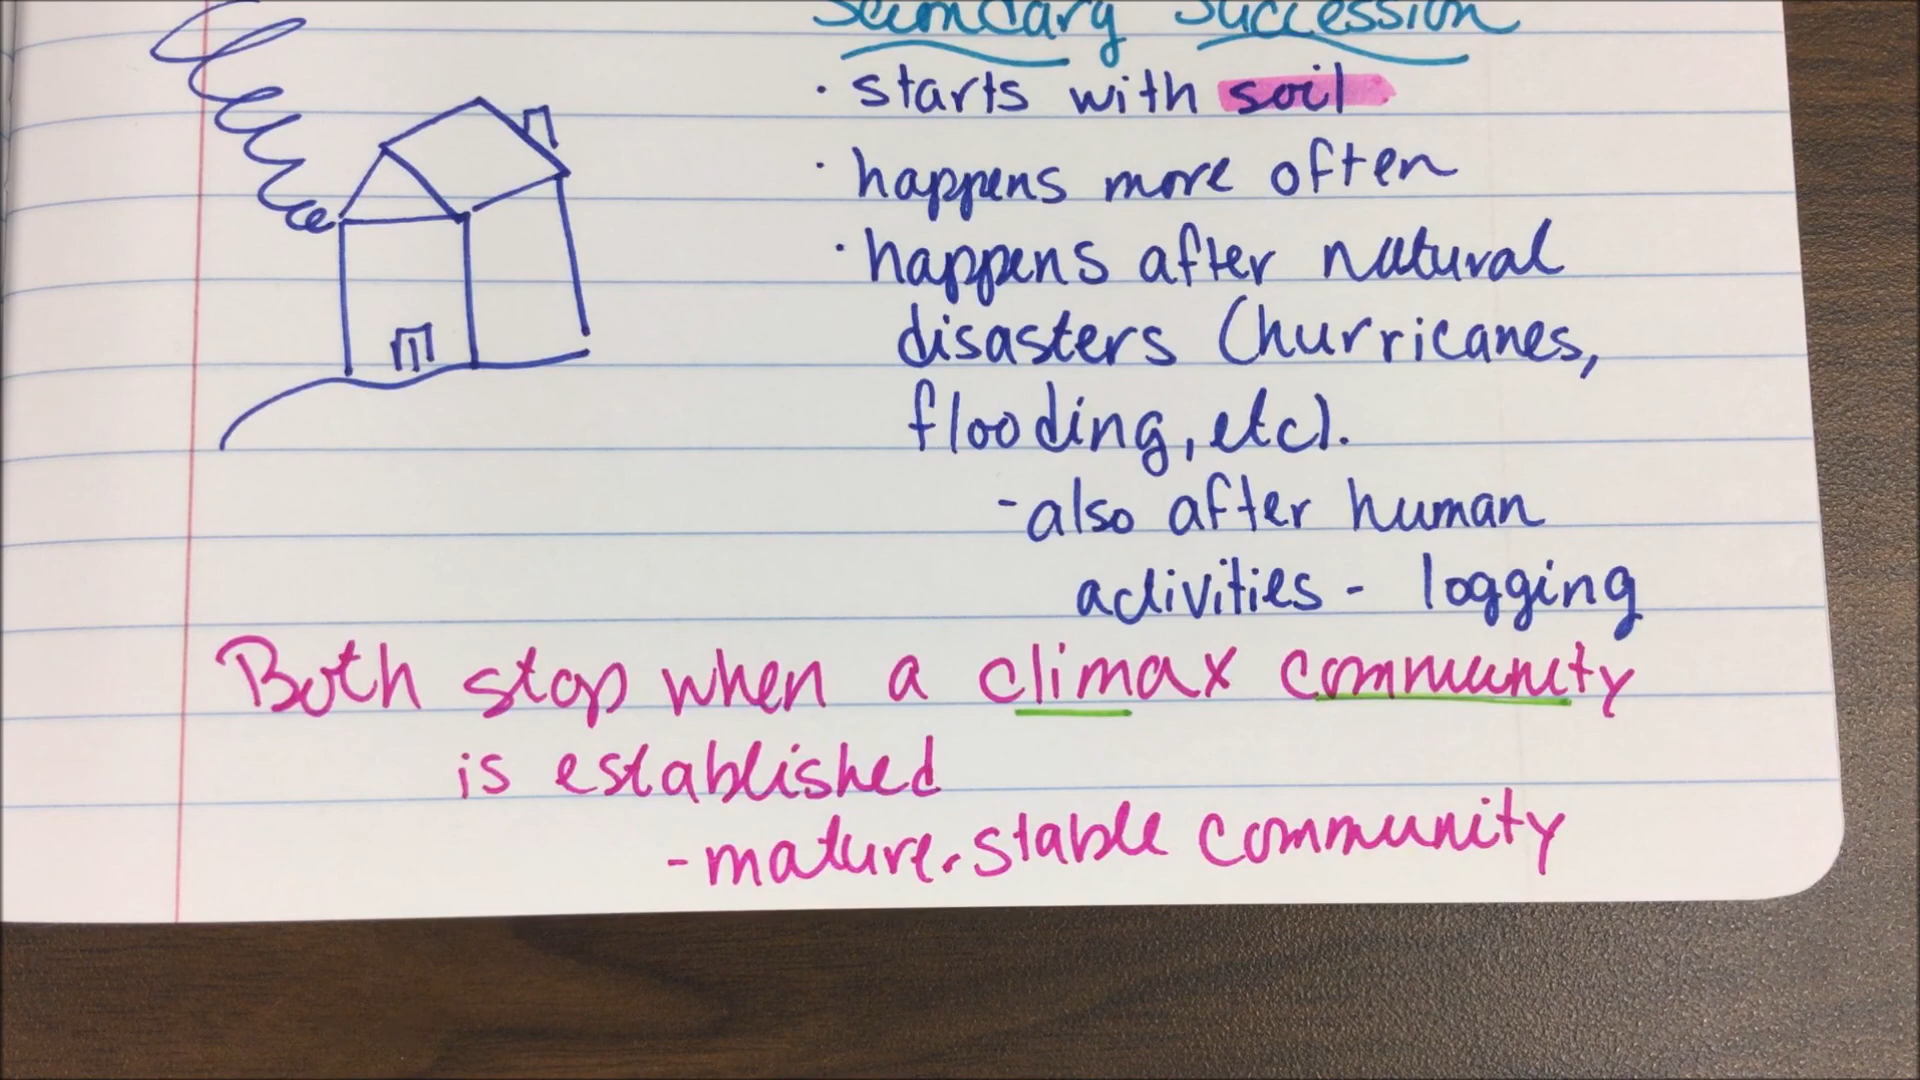 Secondary Succession
· starts with soil
· happens more often
· happens after natural
disasters (hurricanes,
flooding, etc).
- also after human
activities - logging
Both stop when a climax community
is established
- mature, stable community